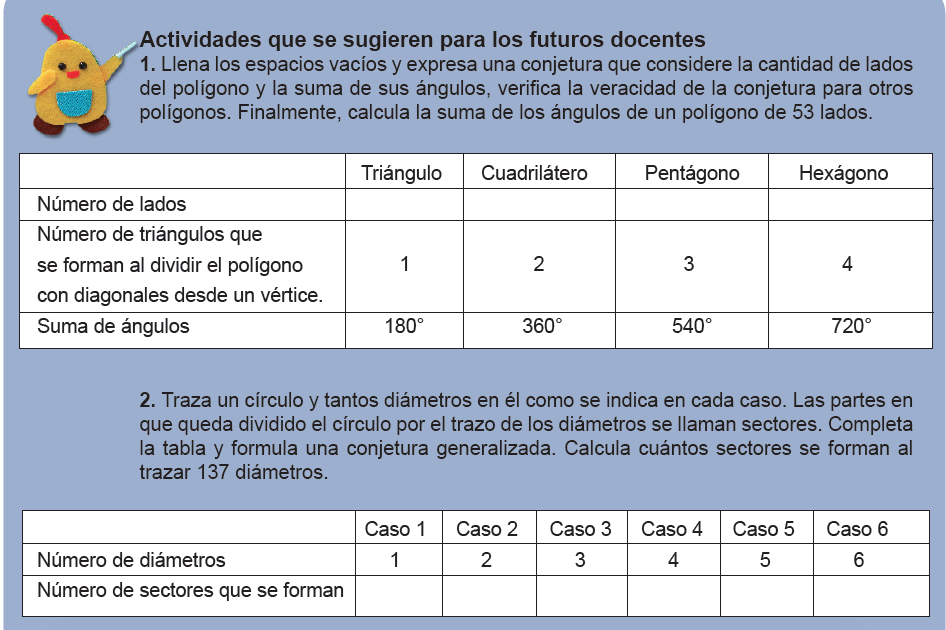 Actividades que se sugieren para los futuros docentes
1. Llena los espacios vacíos y expresa una conjetura que considere la cantidad de lados
del polígono y la suma de sus ángulos, verifica la veracidad de la conjetura para otros
polígonos. Finalmente, calcula la suma de los ángulos de un polígono de 53 lados.
Triángulo Cuadrilátero Pentágono Hexágono
Número de lados
Número de triángulos que
se forman al dividir el polígono 1 2 3 4
con diagonales desde un vértice.
Suma de ángulos 180° 360° 540° 720°
2. Traza un círculo y tantos diámetros en él como se indica en cada caso. Las partes en
que queda dividido el círculo por el trazo de los diámetros se llaman sectores. Completa
la tabla y formula una conjetura generalizada. Calcula cuántos sectores se forman al
trazar 137 diámetros.
Caso 1 Caso 2 Caso 3 Caso 4 Caso 5 Caso 6
Número de diámetros 1 2 3 4 5 6
Número de sectores que se forman